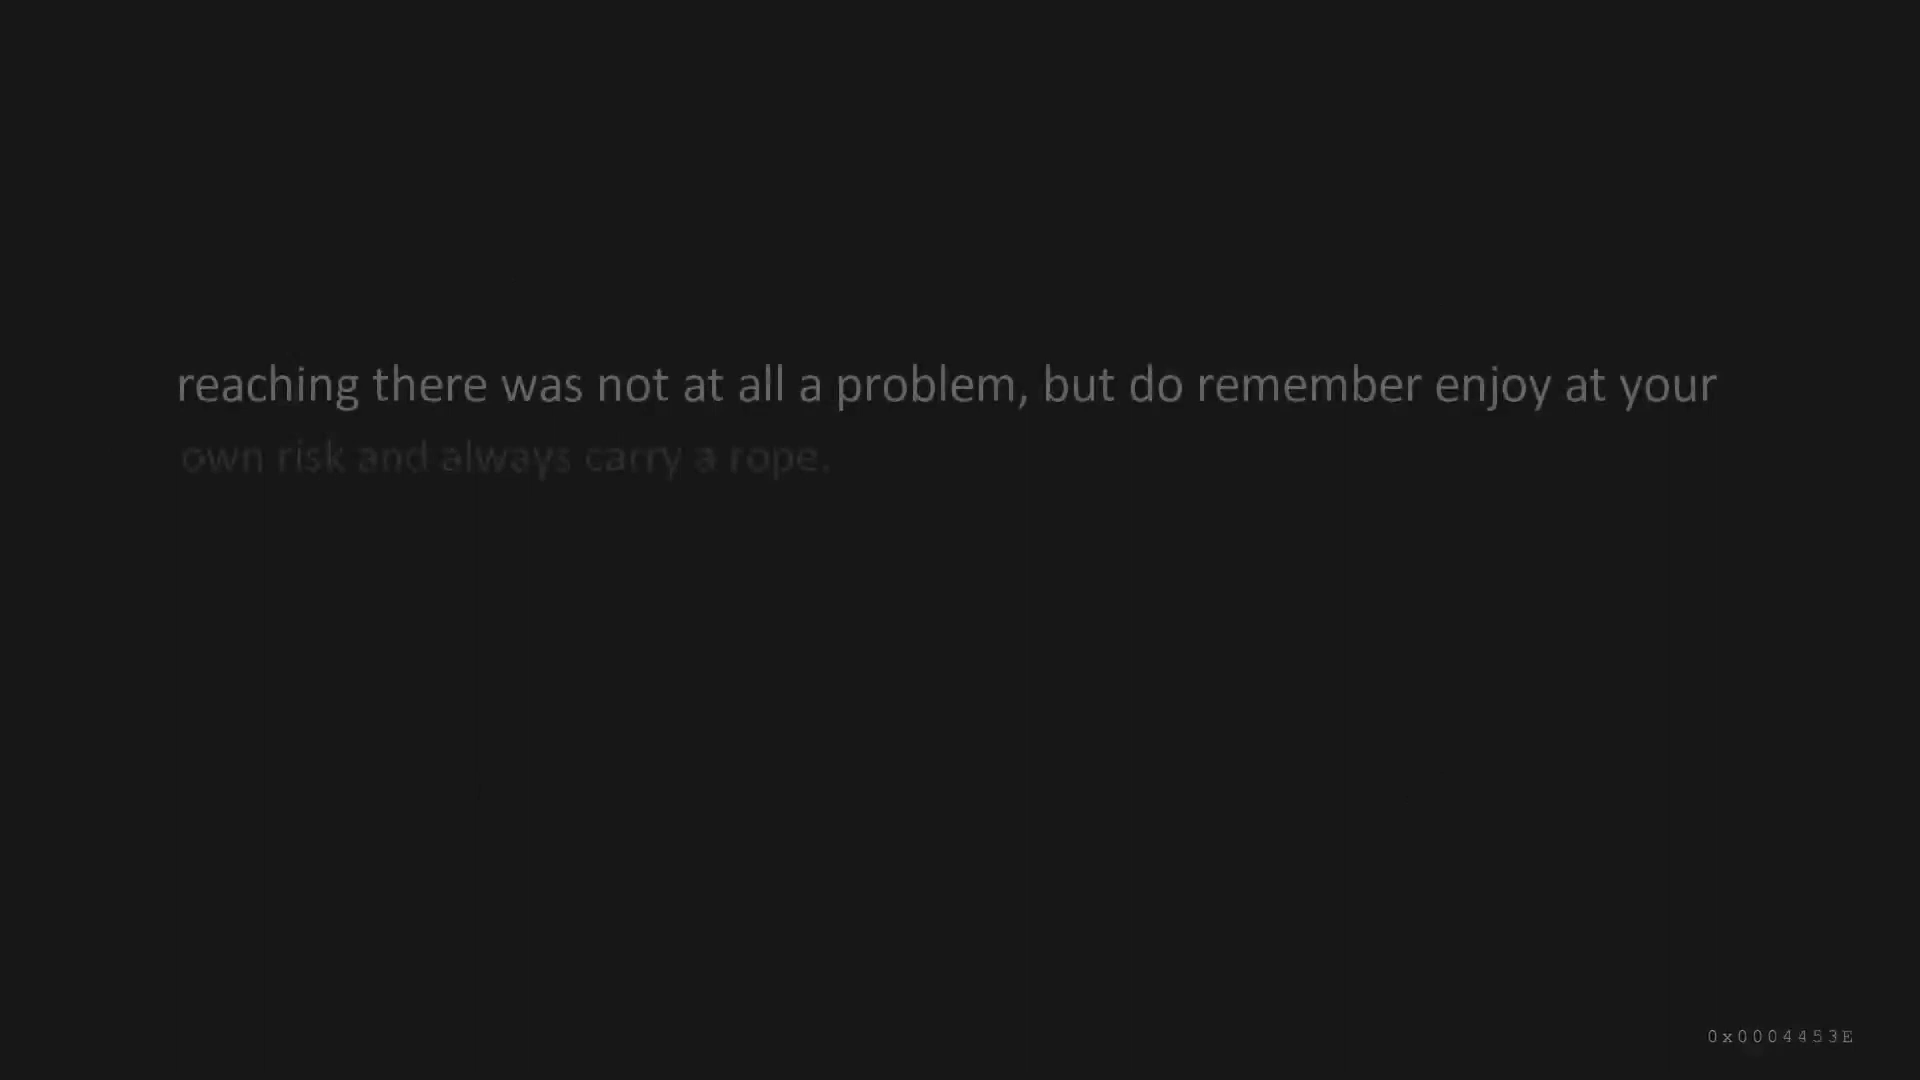 reaching there was not at all a problem, but do remember enjoy at your
own risk and always carry a rope.
0x0004453E